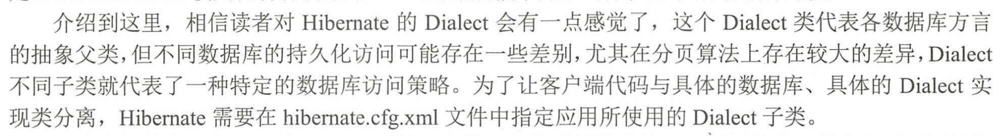 介绍到这里，相信读者对 Hibernate 的 Dialect 会有一点感觉了，这个 Dialect 类代表各数据库方言
的抽象父类，但不同数据库的持久化访问可能存在一些差别，尤其在分页算法上存在较大的差异，Dialect
不同子类就代表了一种特定的数据库访问策略。为了让客户端代码与具体的数据库、具体的 Dialect 实
现类分离，Hibernate 需要在 hibernate.cfg.xml 文件中指定应用所使用的 Dialect 子类。